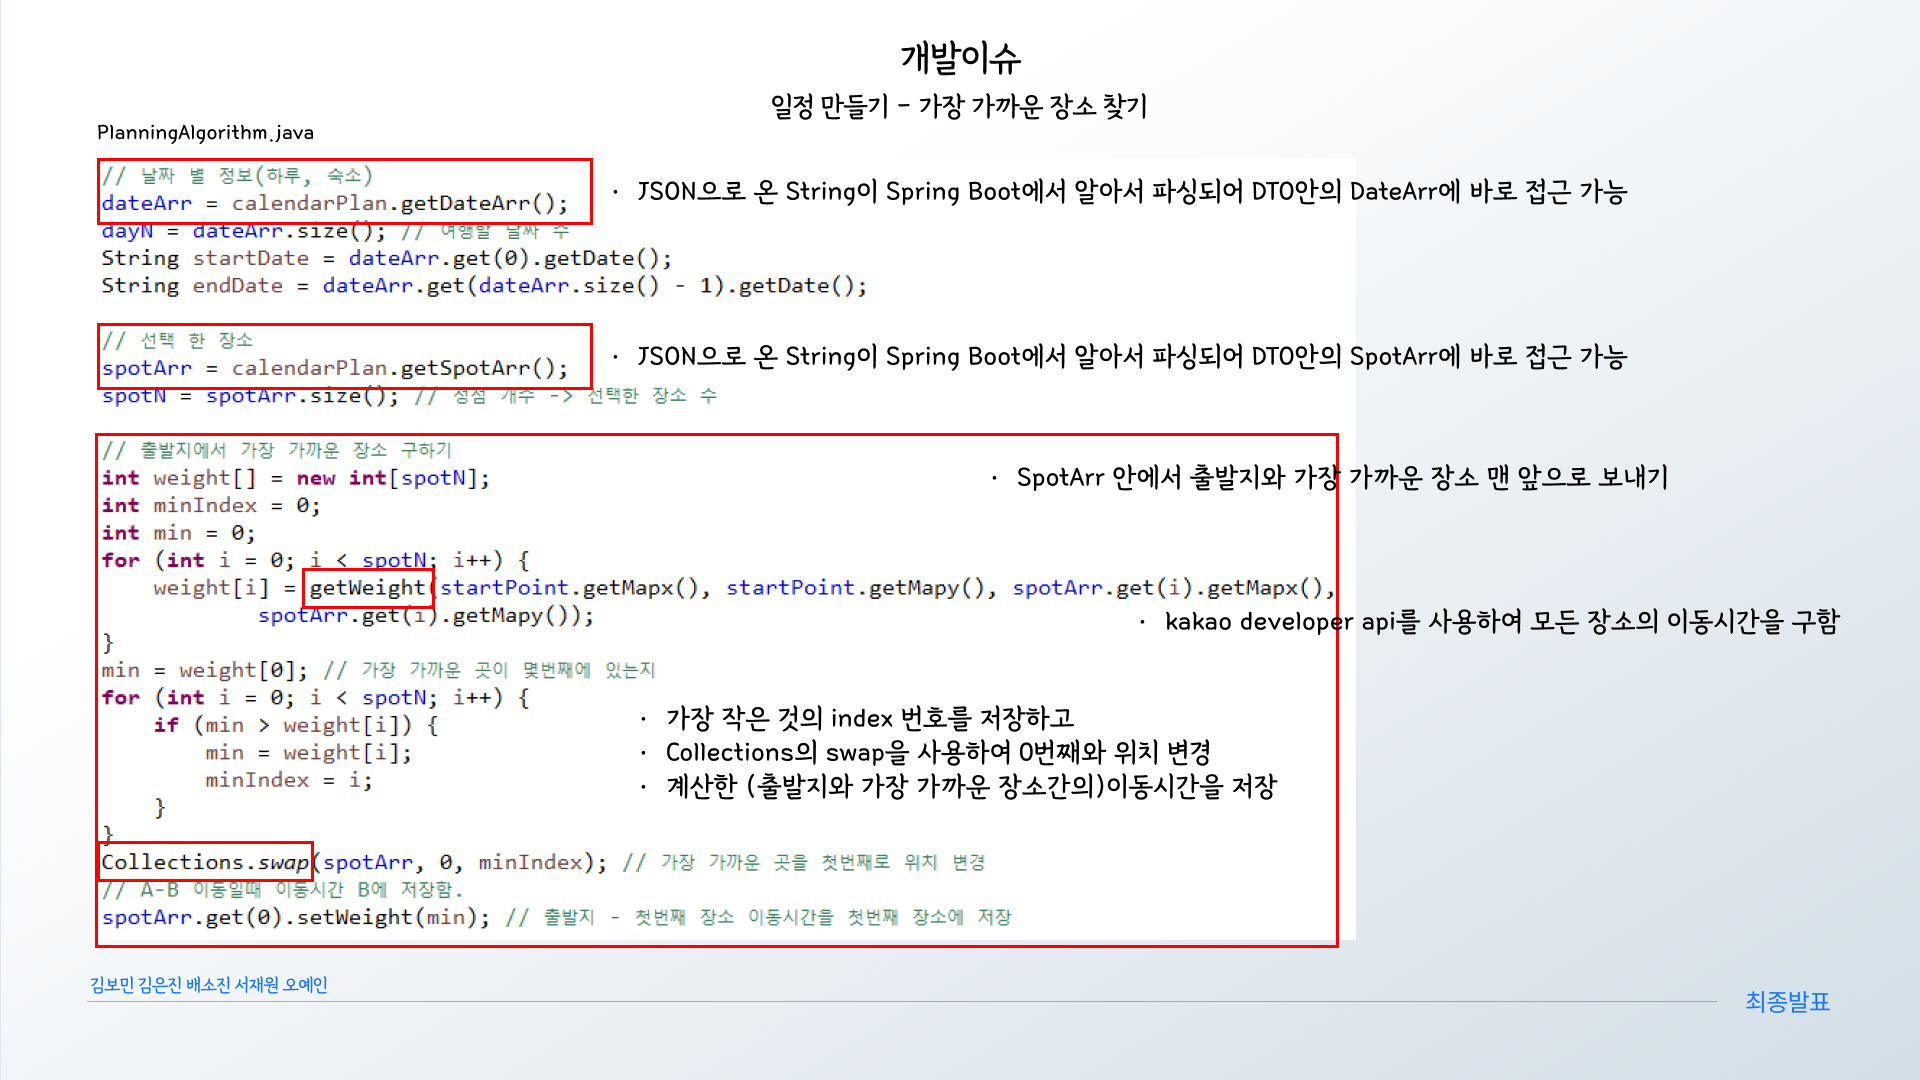 개발이슈
일정 만들기 - 가장 가까운 장소 찾기
PlanningAlgorithm.java
// 날짜 별 정보(하루, 숙소)
dateArr = calendarPlan.getDateArr();
· JSON으로 온 String이 Spring Boot에서 알아서 파싱되어 DTO안의 DateArr에 바로 접근 가능
dayN = dateArr.size(); // 여행할 날짜 수
String startDate = dateArr.get(0).getDate();
String endDate = dateArr.get(dateArr.size() - 1).getDate();
// 선택 한 장소
spotArr = calendarPlan.getSpotArr();
· JSON으로 온 String이 Spring Boot에서 알아서 파싱되어 DTO안의 SpotArr에 바로 접근 가능
spotN = spotArr.size(); // 정점 개수 -> 선택한 장소 수
// 출발지에서 가장 가까운 장소 구하기
int weight[] = new int[spotN];
· SpotArr 안에서 출발지와 가장 가까운 장소 맨 앞으로 보내기
int minIndex = 0;
int min = 0;
for (int i = 0; i < spotN; i++) {
weight[i] = getWeight(startPoint.getMapx(), startPoint.getMapy(), spotArr.get(i).getMapx(),
spotArr.get(i).getMapy());
· kakao developer api를 사용하여 모든 장소의 이동시간을 구함
}
min = weight[0]; // 가장 가까운 곳이 몇번째에 있는지
for (int i = 0; i < spotN; i++) {
if (min > weight[i]) {
min = weight[i];
minIndex = i;
}
}
· 가장 작은 것의 index 번호를 저장하고
· Collections의 swap을 사용하여 0번째와 위치 변경
· 계산한 (출발지와 가장 가까운 장소간의)이동시간을 저장
Collections.swap(spotArr, 0, minIndex); // 가장 가까운 곳을 첫번째로 위치 변경
// A-B 이동일때 이동시간 B에 저장함.
spotArr.get(0).setWeight(min); // 출발지 - 첫번째 장소 이동시간을 첫번째 장소에 저장
김보민 김은진 배소진 서재원 오예인
최종발표